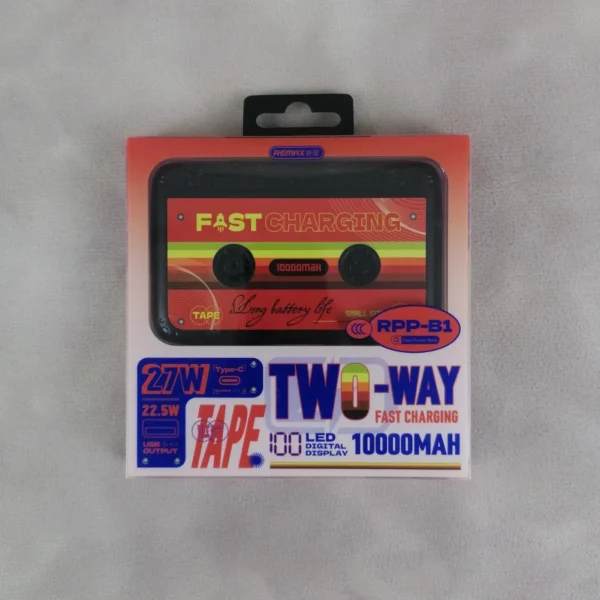 REMAX
FAST CHARGING
10000maH
TAPE
Long battery life
SMALL
RPP-B1
27W
Type-C
22.5W
USB
OUTPUT
TAPE
TWO-WAY
FAST CHARGING
100
LED
DIGITAL
DISPLAY
10000MAH